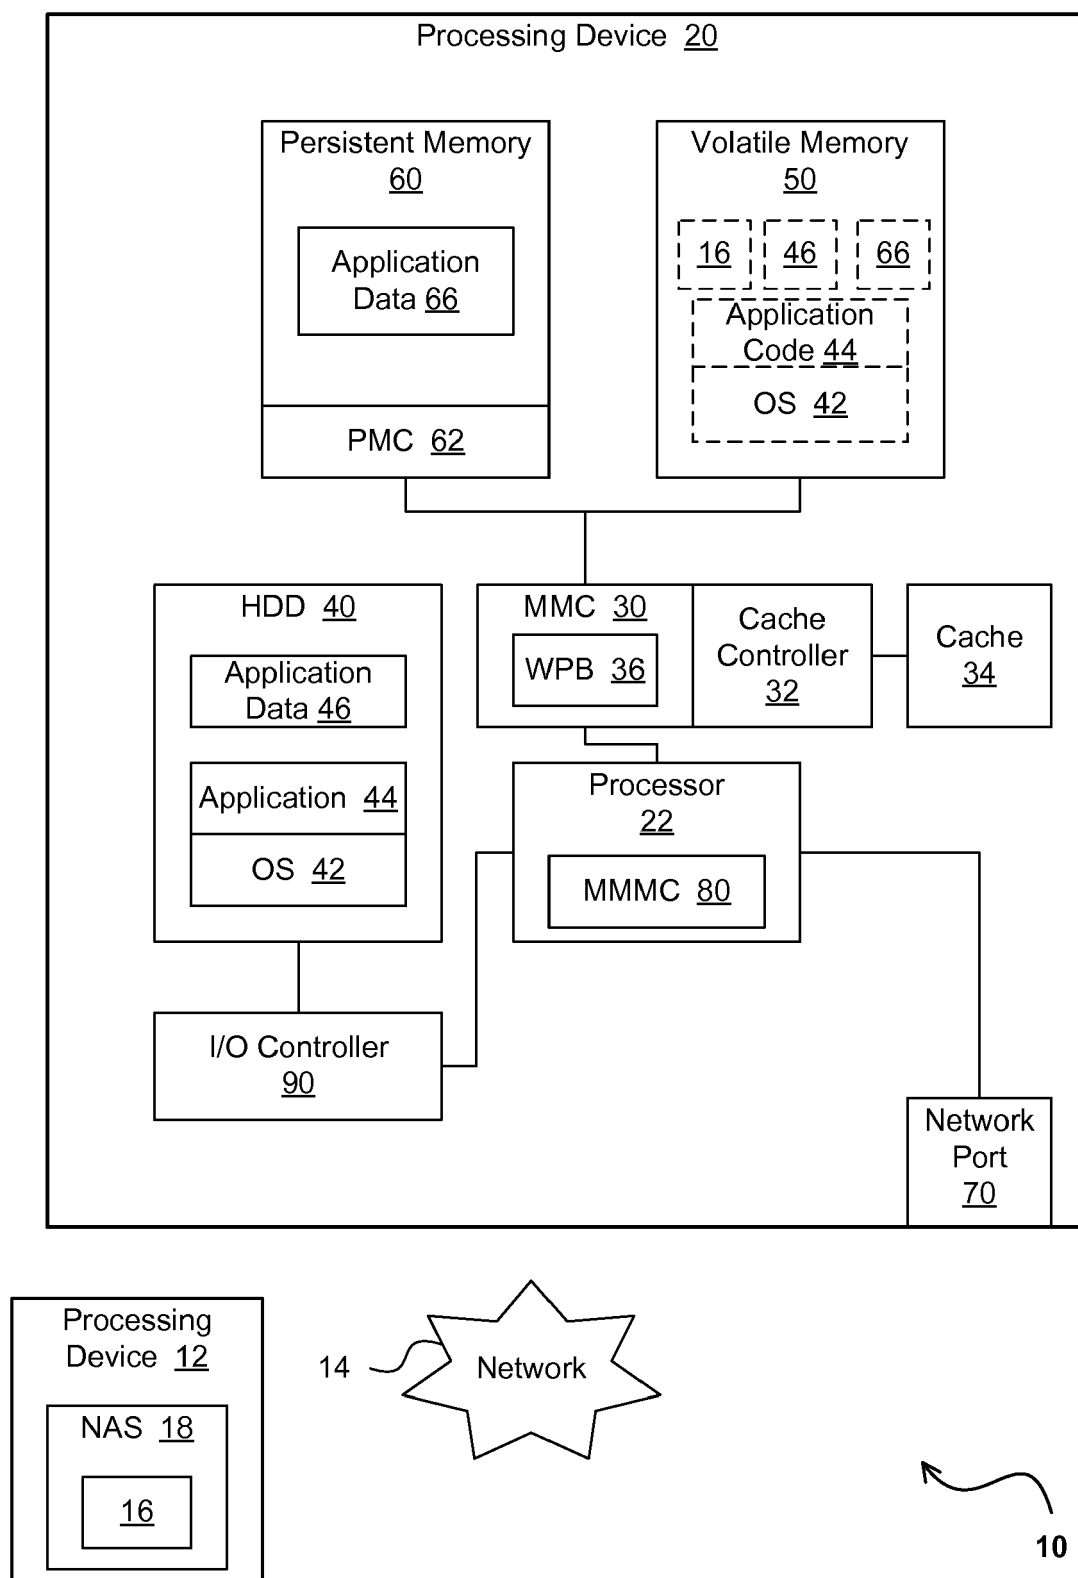 Processing Device 20
Persistent Memory
60
Application
Data 66
PMC 62
Volatile Memory
50
16 46 66
Application
Code 44
OS 42
HDD 40
Application
Data 46
Application 44
OS 42
MMC 30
WPB 36
Cache
Controller
32
Cache
34
Processor
22
MMMC 80
I/O Controller
90
Network
Port
70
Processing
Device 12
NAS 18
16
14
Network
10